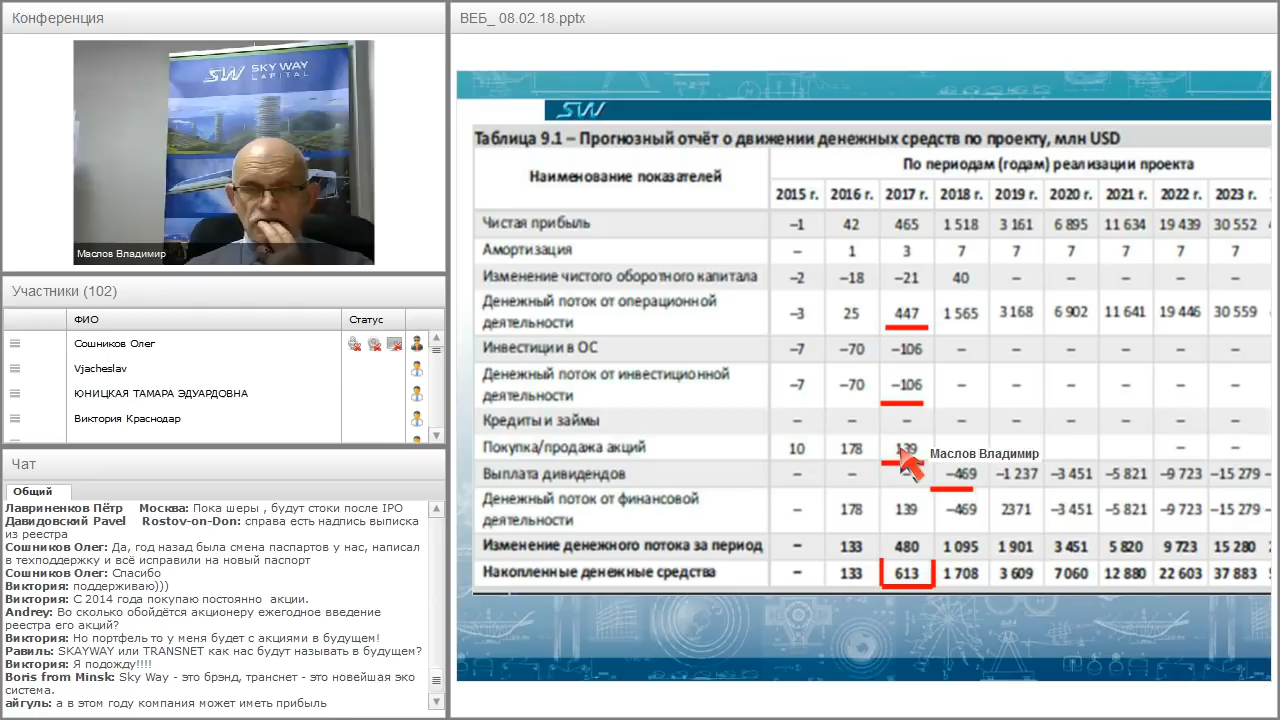 Конференция
SW SKY WAY
CAPITAL
Маслов Владимир
Участники (102)
ФИО Статус
Сошников Олег
Vjacheslav
ЮНИЦКАЯ ТАМАРА ЭДУАРДОВНА
Виктория Краснодар
Чат
Общий
Лавриненков Пётр Москва: Пока шеры , будут стоки после IPO
Давидовский Pavel Rostov-on-Don: справа есть надпись выписка
из реестра
Сошников Олег: Да, год назад была смена паспартов у нас, написал
в техподдержку и всё исправили на новый паспорт
Сошников Олег: Спасибо
Виктория: поддерживаю)))
Виктория: С 2014 года покупаю постоянно акции.
Andrey: Во сколько обойдётся акционеру ежегодное введение
реестра его акций?
Виктория: Но портфель то у меня будет с акциями в будущем!
Равиль: SKAYWAY или TRANSNET как нас будут называть в будущем?
Виктория: Я подожду!!!!
Boris from Minsk: Sky Way - это брэнд, транснет - это новейшая эко
система.
айгуль: а в этом году компания может иметь прибыль
ВЕБ_ 08.02.18.pptx
SW
Таблица 9.1 – Прогнозный отчёт о движении денежных средств по проекту, млн USD
Наименование показателей По периодам (годам) реализации проекта
2015 г. 2016 г. 2017 г. 2018 г. 2019 г. 2020 г. 2021 г. 2022 г. 2023 г.
Чистая прибыль –1 42 465 1 518 3 161 6 895 11 634 19 439 30 552
Амортизация – 1 3 7 7 7 7 7 7
Изменение чистого оборотного капитала –2 –18 –21 40 – – – – –
Денежный поток от операционной
деятельности –3 25 447 1 565 3 168 6 902 11 641 19 446 30 559
Инвестиции в ОС –7 –70 –106 – – – – – –
Денежный поток от инвестиционной
деятельности –7 –70 –106 – – – – – –
Кредиты и займы – – – – – – – – –
Покупка/продажа акций 10 178 139 – –
Маслов Владимир
Выплата дивидендов – – – –469 –1 237 –3 451 –5 821 –9 723 –15 279
Денежный поток от финансовой
деятельности – 178 139 –469 2371 –3 451 –5 821 –9 723 –15 279
Изменение денежного потока за период – 133 480 1 095 1 901 3 451 5 820 9 723 15 280
Накопленные денежные средства – 133 613 1 708 3 609 7 060 12 880 22 603 37 883